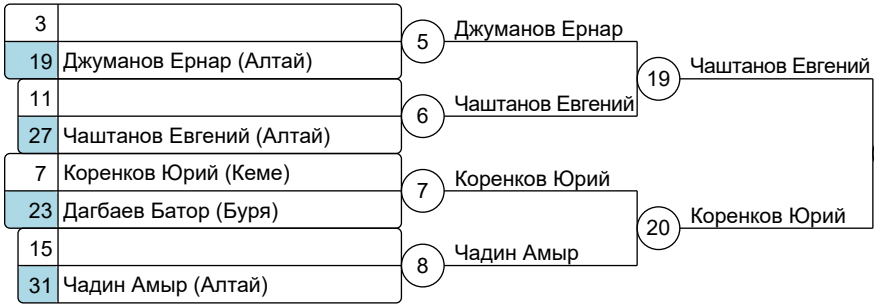 3
5
Джуманов Ернар
19 Джуманов Ернар (Алтай)
19
Чаштанов Евгений
11
6
Чаштанов Евгений
27 Чаштанов Евгений (Алтай)
7 Коренков Юрий (Кеме)
7
Коренков Юрий
23 Дагбаев Батор (Буря)
20
Коренков Юрий
15
8
Чадин Амыр
31 Чадин Амыр (Алтай)